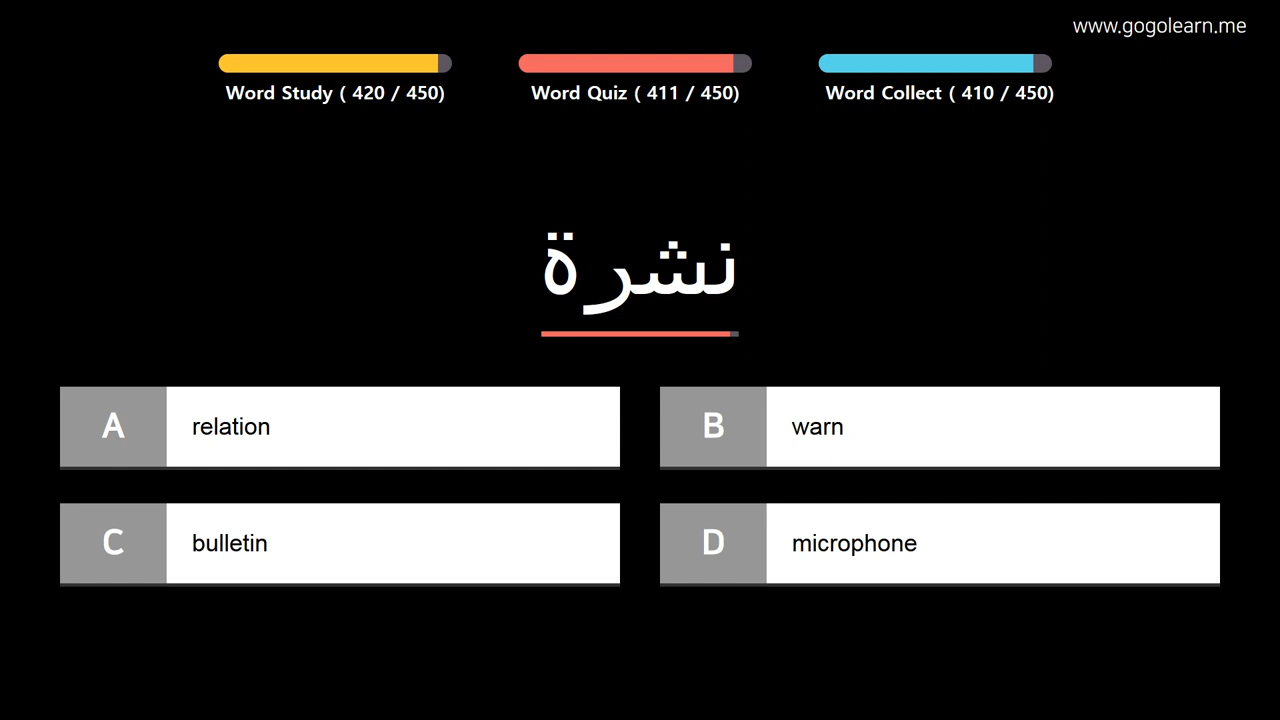 www.gogolearn.me
Word Study ( 420 / 450)
Word Quiz ( 411 / 450)
Word Collect ( 410 / 450)
نشرة
A relation
B warn
C bulletin
D microphone